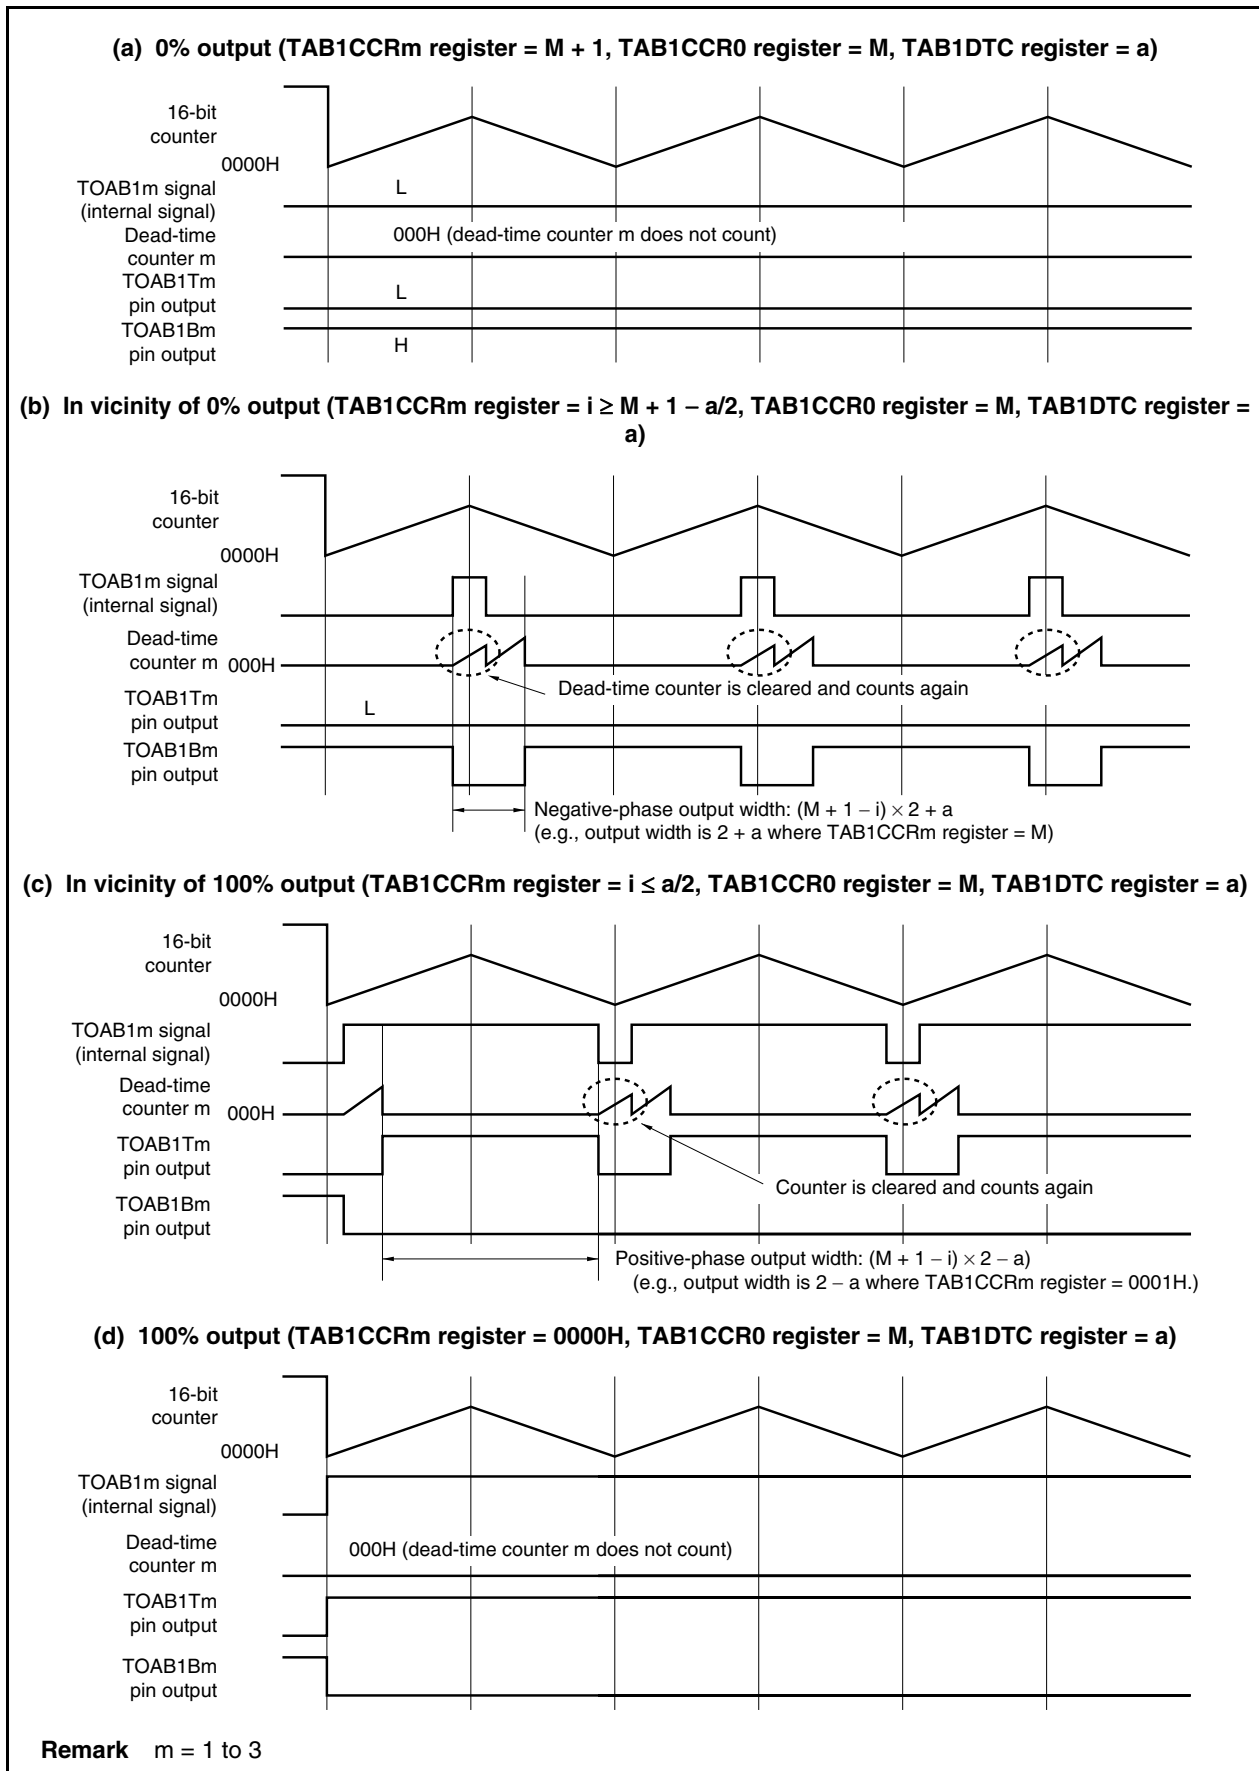 (a) 0% output (TAB1CCRm register = M + 1, TAB1CCR0 register = M, TAB1DTC register = a)
16-bit
counter
0000H
TOAB1m signal
(internal signal)
L
Dead-time
counter m
000H (dead-time counter m does not count)
TOAB1Tm
pin output
L
TOAB1Bm
pin output
H
(b) In vicinity of 0% output (TAB1CCRm register = i ≥ M + 1 – a/2, TAB1CCR0 register = M, TAB1DTC register =
a)
16-bit
counter
0000H
TOAB1m signal
(internal signal)
Dead-time
counter m
000H
Dead-time counter is cleared and counts again
TOAB1Tm
pin output
L
TOAB1Bm
pin output
Negative-phase output width: (M + 1 – i) × 2 + a
(e.g., output width is 2 + a where TAB1CCRm register = M)
(c) In vicinity of 100% output (TAB1CCRm register = i ≤ a/2, TAB1CCR0 register = M, TAB1DTC register = a)
16-bit
counter
0000H
TOAB1m signal
(internal signal)
Dead-time
counter m
000H
TOAB1Tm
pin output
Counter is cleared and counts again
TOAB1Bm
pin output
Positive-phase output width: (M + 1 – i) × 2 – a)
(e.g., output width is 2 – a where TAB1CCRm register = 0001H.)
(d) 100% output (TAB1CCRm register = 0000H, TAB1CCR0 register = M, TAB1DTC register = a)
16-bit
counter
0000H
TOAB1m signal
(internal signal)
Dead-time
counter m
000H (dead-time counter m does not count)
TOAB1Tm
pin output
TOAB1Bm
pin output
Remark m = 1 to 3